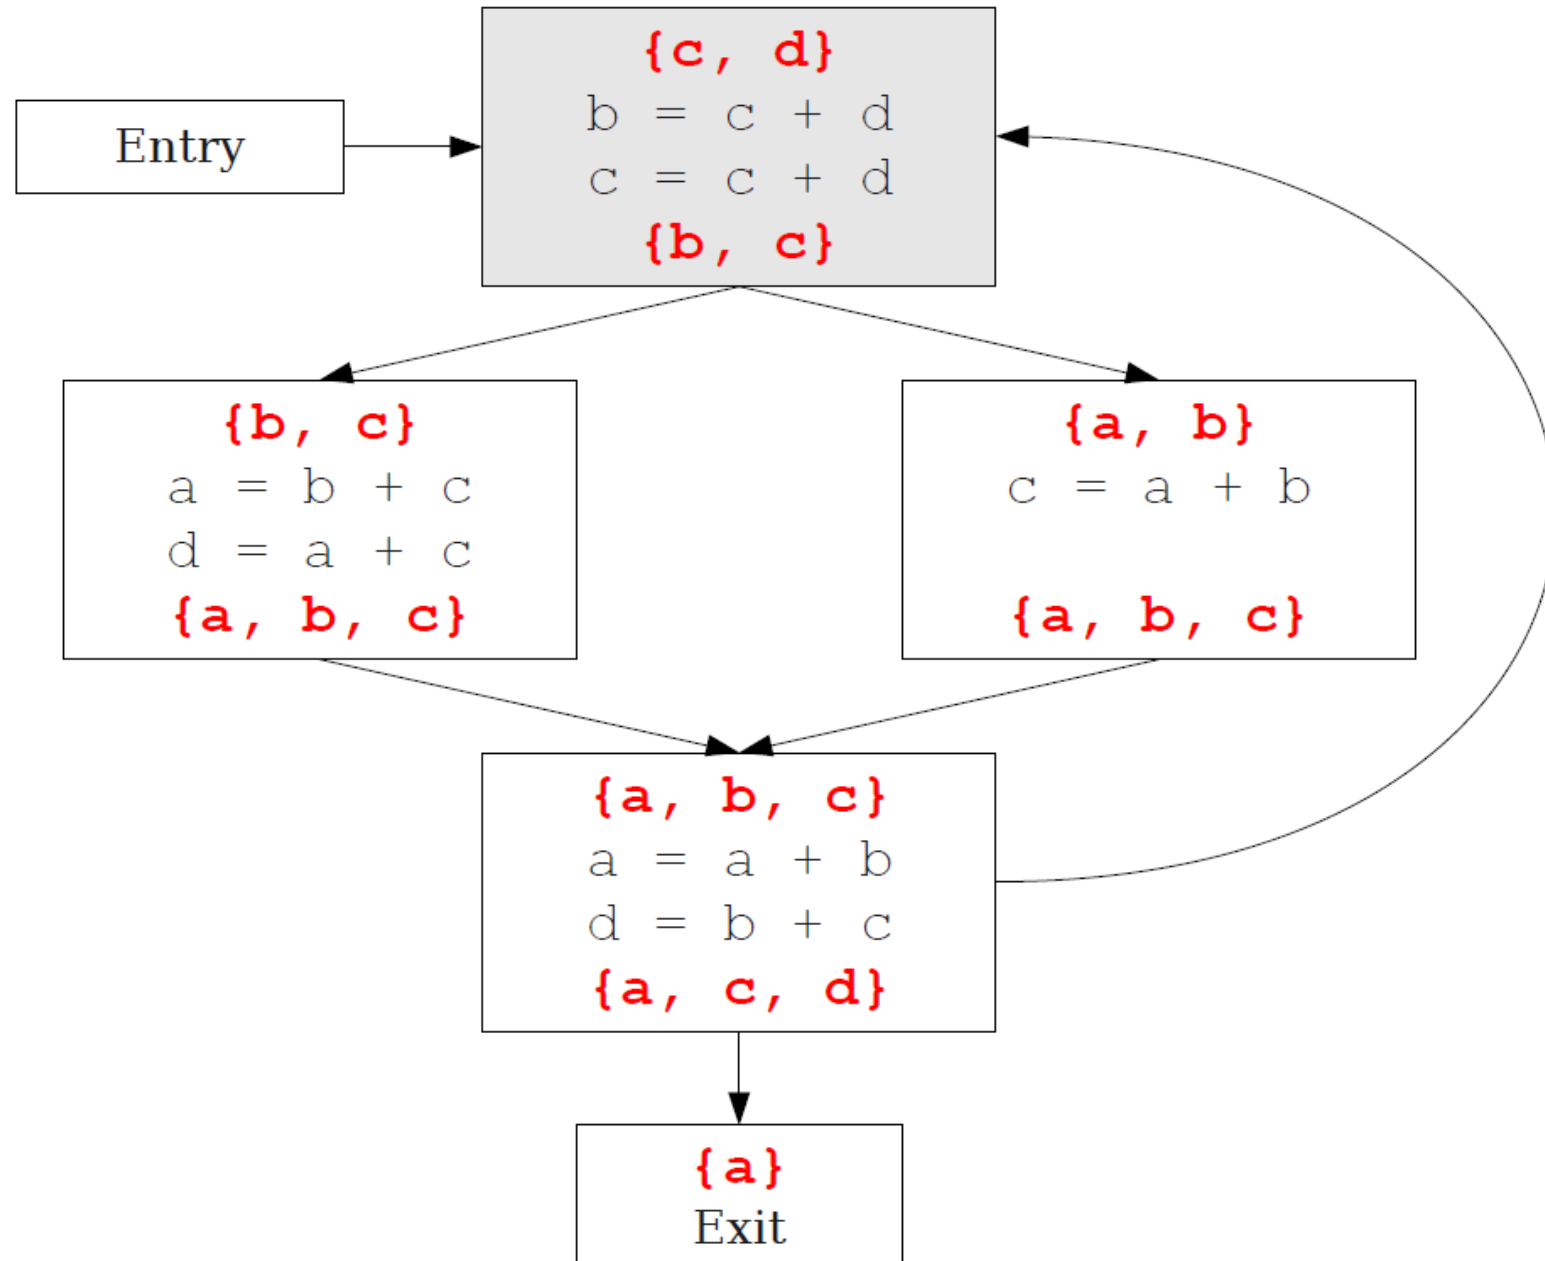 Entry
{c, d}
b = c + d
c = c + d
{b, c}
{b, c}
a = b + c
d = a + c
{a, b, c}
{a, b}
c = a + b
{a, b, c}
{a, b, c}
a = a + b
d = b + c
{a, c, d}
{a}
Exit